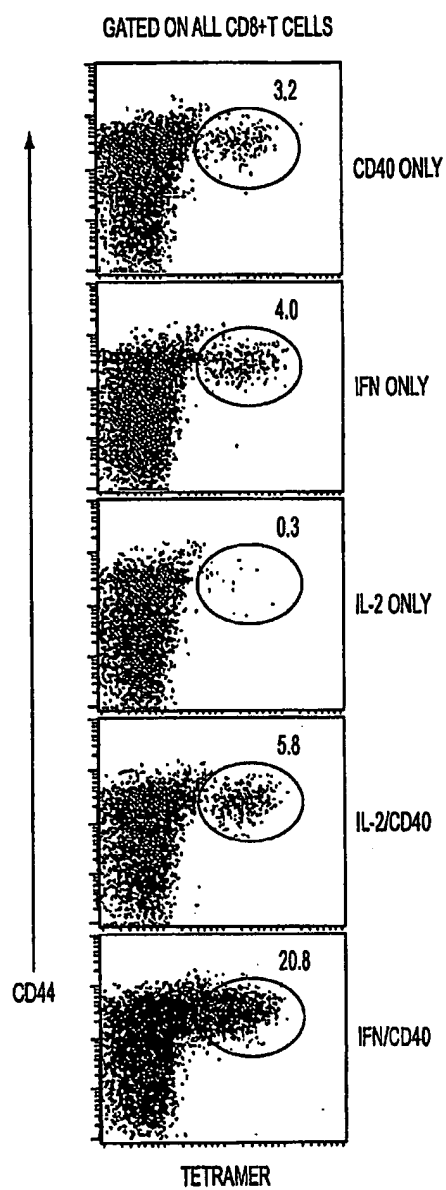 GATED ON ALL CD8+T CELLS
3.2
CD40 ONLY
4.0
IFN ONLY
0.3
IL-2 ONLY
5.8
IL-2/CD40
20.8
IFN/CD40
CD44
TETRAMER